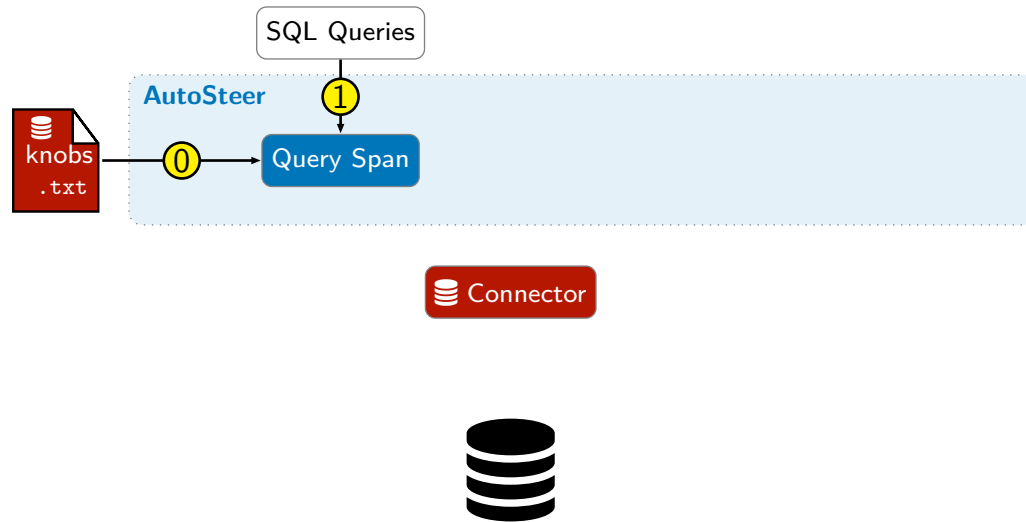 SQL Queries
AutoSteer
1
knobs
.txt
0
Query Span
Connector